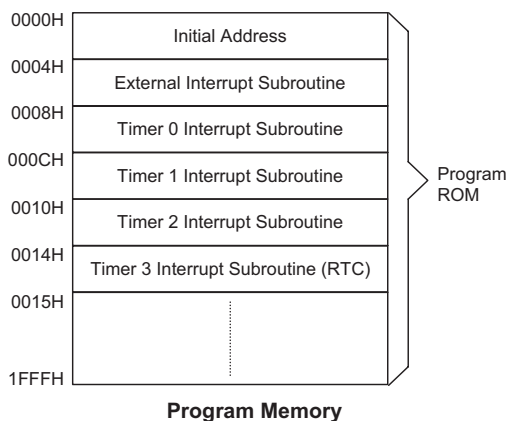 0000H
Initial Address
0004H
External Interrupt Subroutine
0008H
Timer 0 Interrupt Subroutine
000CH
Timer 1 Interrupt Subroutine
0010H
Timer 2 Interrupt Subroutine
0014H
Timer 3 Interrupt Subroutine (RTC)
0015H
1FFFH
Program
ROM
Program Memory